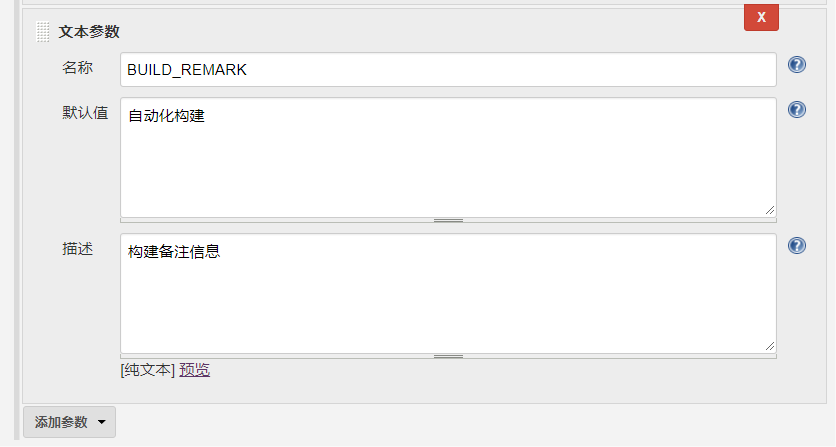 X
文本参数
名称 BUILD_REMARK
默认值 自动化构建
描述 构建备注信息
[纯文本] 预览
添加参数